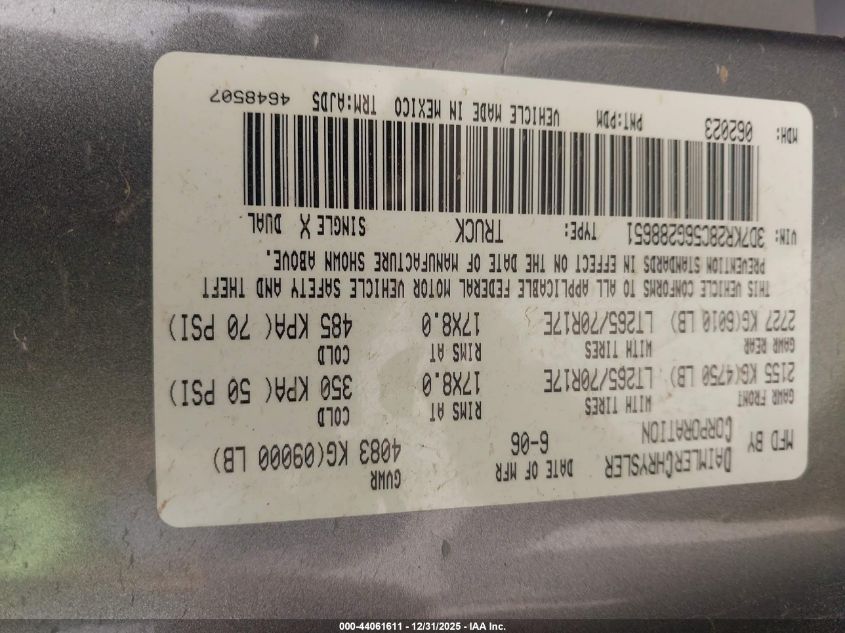 MFD BY DAIMLERCHRYSLER CORPORATION DATE OF MFR 6-06 GVWR 4083 KG(09000 LB)
GAWR FRONT WITH TIRES RIMS AT COLD
2155 KG(4750 LB) LT265/70R17E 17X8.0 350 KPA( 50 PSI)
GAWR REAR WITH TIRES RIMS AT COLD
2727 KG(6010 LB) LT265/70R17E 17X8.0 485 KPA( 70 PSI)
THIS VEHICLE CONFORMS TO ALL APPLICABLE FEDERAL MOTOR VEHICLE SAFETY AND THEFT
PREVENTION STANDARDS IN EFFECT ON THE DATE OF MANUFACTURE SHOWN ABOVE.
VIN: 3D7KR28C56G288651 TYPE: TRUCK SINGLE X DUAL
MDH: 062023 PNT:PDM VEHICLE MADE IN MEXICO TRM:AJD5 4648507
000-44061611 - 12/31/2025 - IAA Inc.